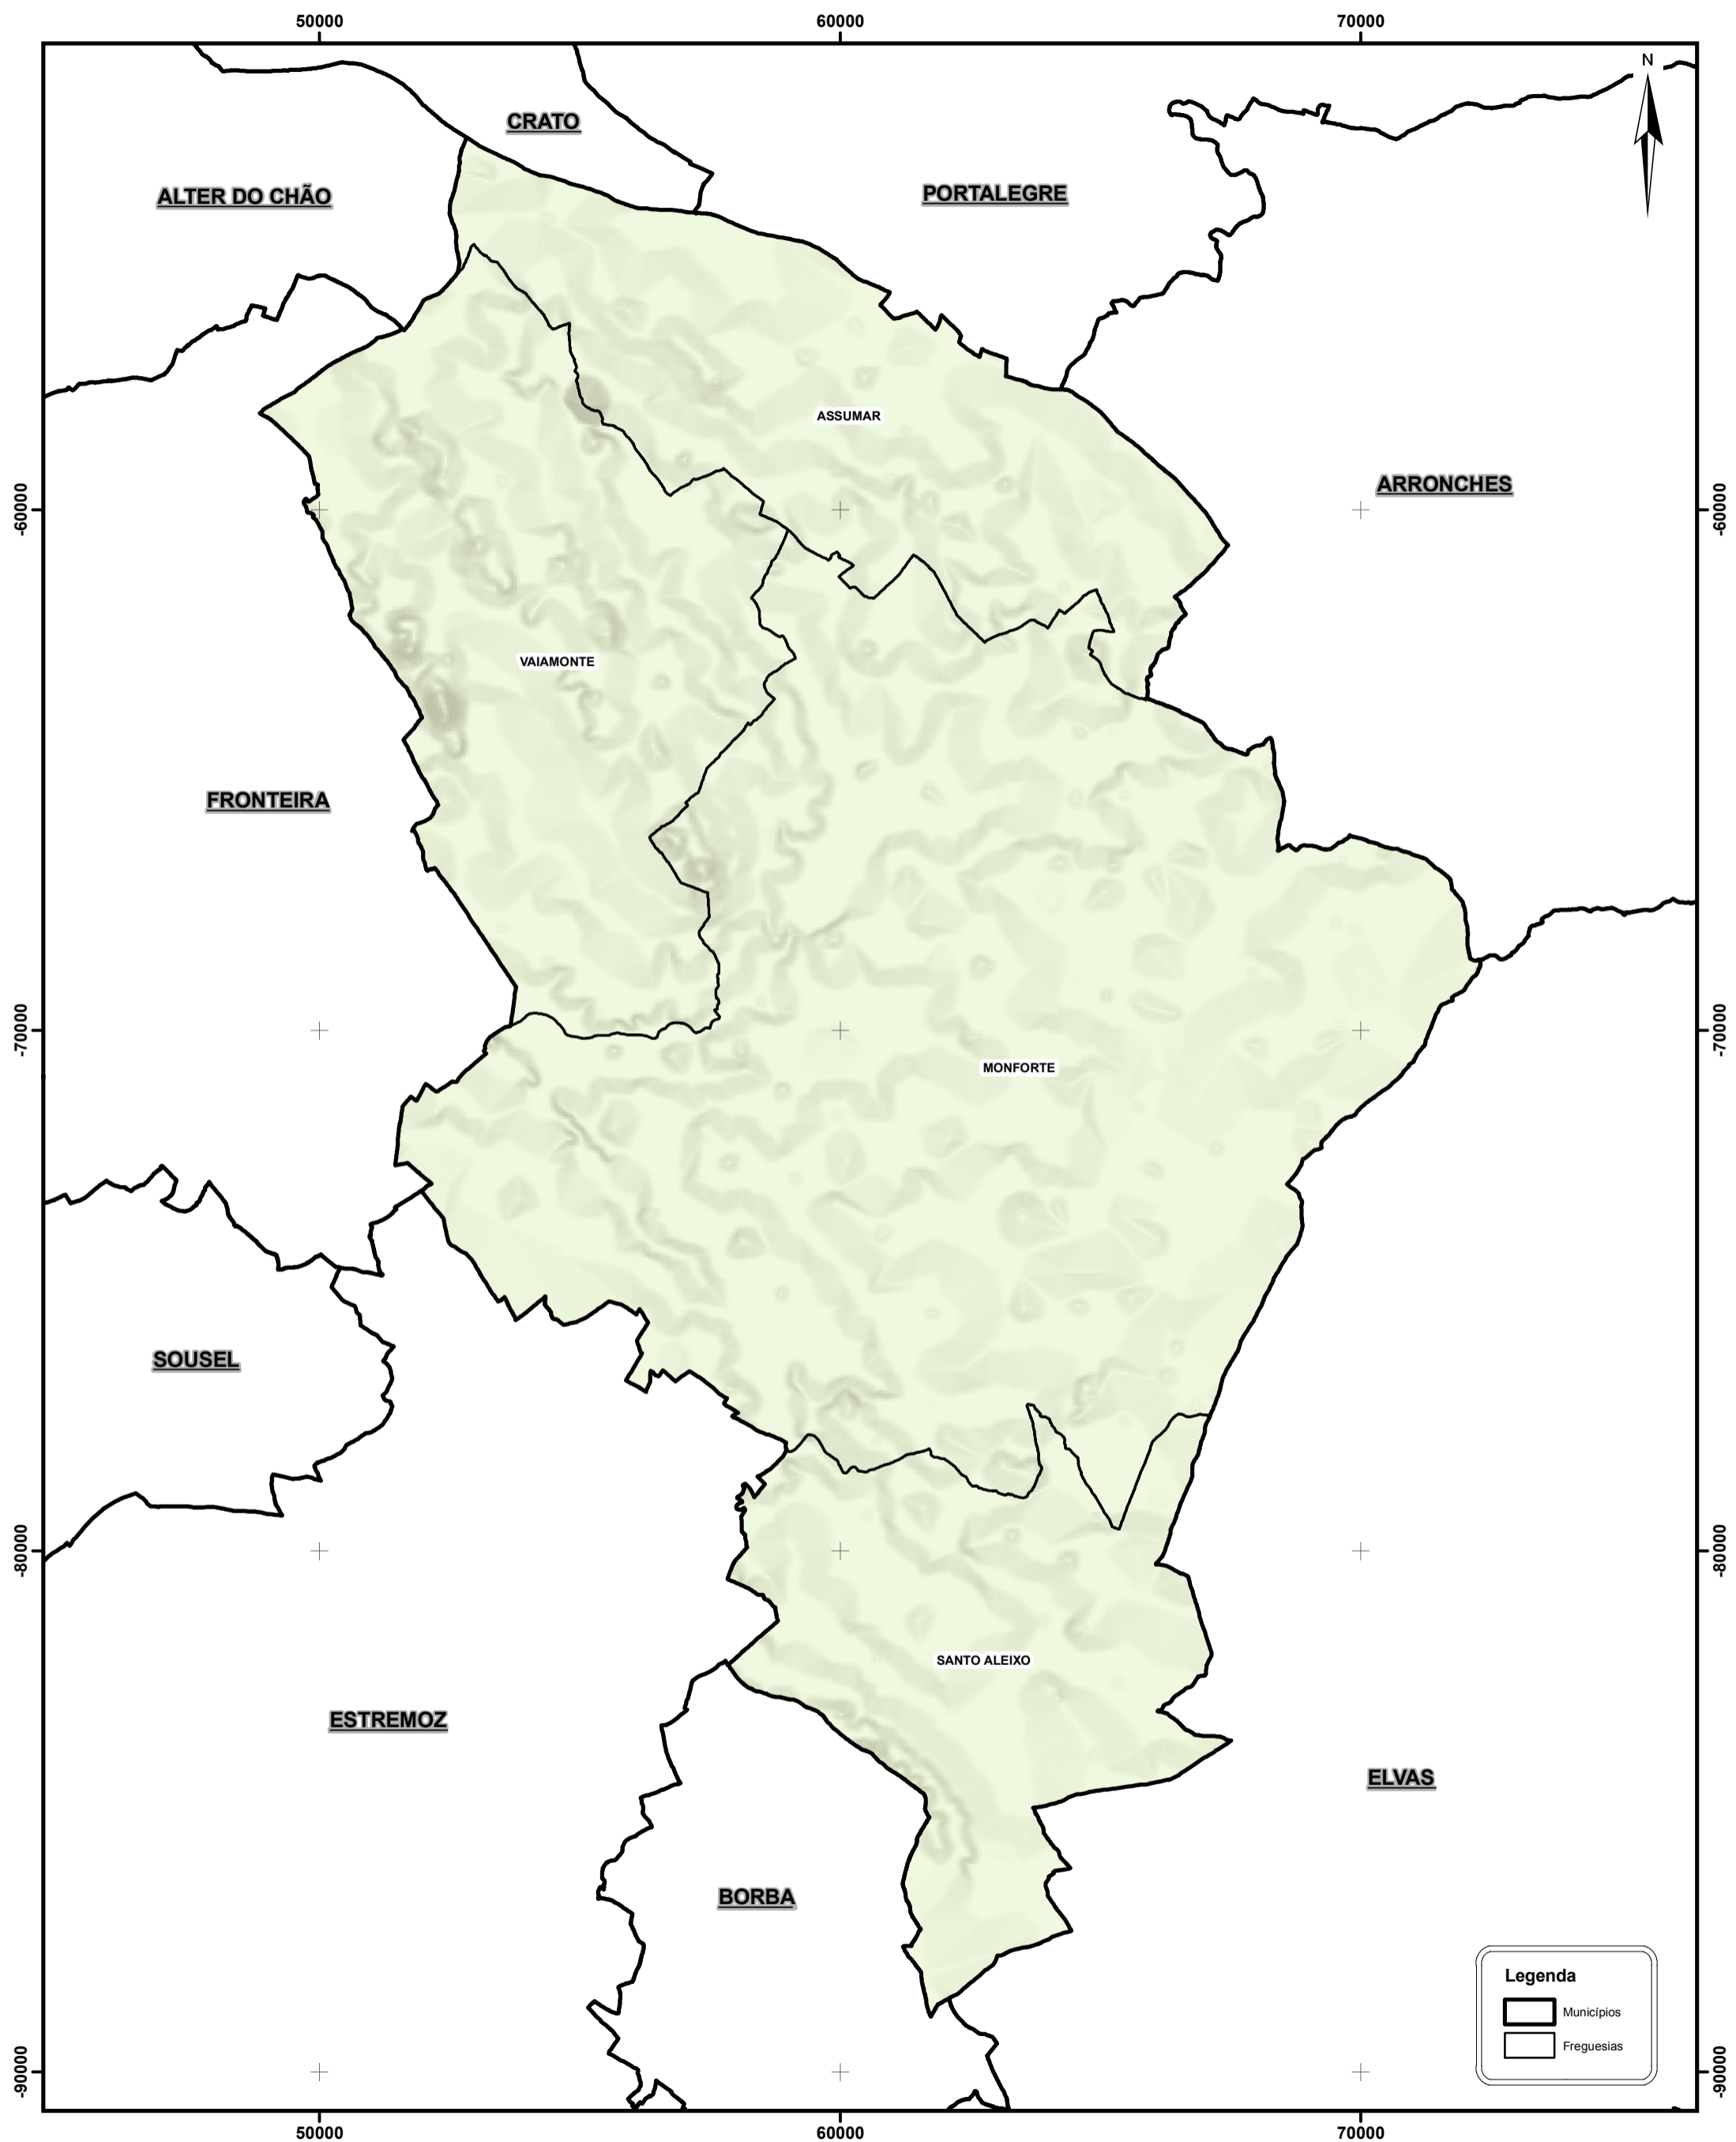 50000
60000
70000
N
CRATO
ALTER DO CHÃO
PORTALEGRE
ASSUMAR
ARRONCHES
-60000
-60000
VAIAMONTE
FRONTEIRA
-70000
-70000
MONFORTE
SOUSEL
-80000
-80000
SANTO ALEIXO
ESTREMOZ
ELVAS
BORBA
Legenda
Municípios
Freguesias
-90000
-90000
50000
60000
70000